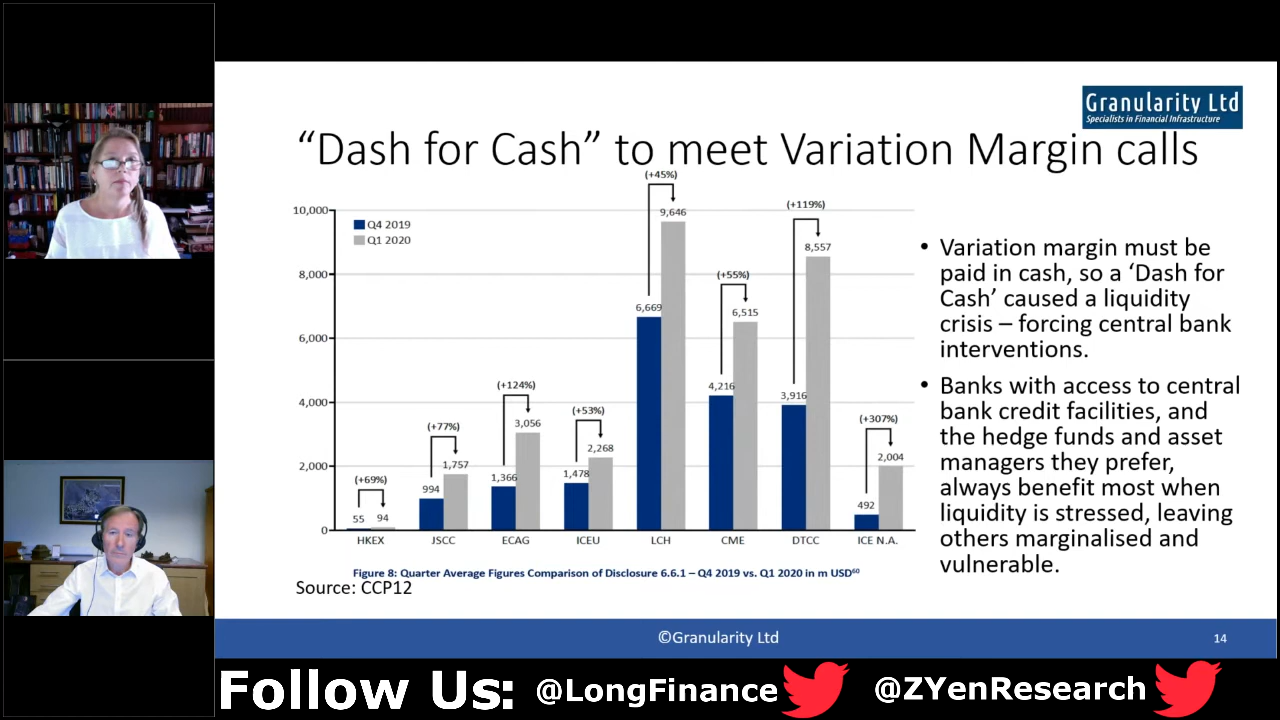 Granularity Ltd
Specialists in Financial Infrastructure
“Dash for Cash” to meet Variation Margin calls
10,000
8,000
6,000
4,000
2,000
0
Q4 2019
Q1 2020
(+69%)
55
94
HKEX
(+77%)
994
1,757
JSCC
(+124%)
1,366
3,056
ECAG
(+53%)
1,478
2,268
ICEU
(+45%)
6,669
9,646
LCH
(+55%)
4,216
6,515
CME
(+119%)
3,916
8,557
DTCC
(+307%)
492
2,004
ICE N.A.
Figure 8: Quarter Average Figures Comparison of Disclosure 6.6.1 – Q4 2019 vs. Q1 2020 in m USD⁶⁰
Source: CCP12
• Variation margin must be
paid in cash, so a ‘Dash for
Cash’ caused a liquidity
crisis – forcing central bank
interventions.
• Banks with access to central
bank credit facilities, and
the hedge funds and asset
managers they prefer,
always benefit most when
liquidity is stressed, leaving
others marginalised and
vulnerable.
©Granularity Ltd
14
Follow Us: @LongFinance @ZYenResearch